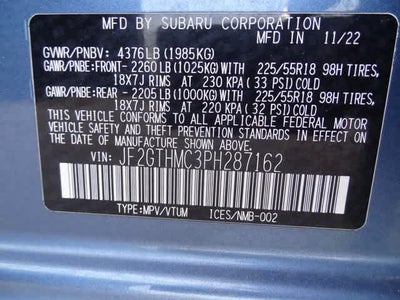 MFD. BY SUBARU CORPORATION 11/22
GVWR/PNBV: 4376LB (1985KG)
GAWR/PNBE:FRONT- 2260LB (1025KG)WITH 225/55R18 98H TIRES,
18X7J RIMS AT 230 KPA (33 PSI)COLD
GAWR/PNBE:REAR - 2205LB (1000KG)WITH 225/55R18 98H TIRES,
18X7J RIMS AT 220 KPA (32 PSI)COLD
THIS VEHICLE CONFORMS TO ALL APPLICABLE FEDERAL MOTOR
VEHICLE SAFETY, BUMPER, AND THEFT PREVENTION STANDARDS
IN EFFECT ON THE DATE OF MANUFACTURE SHOWN ABOVE.
VIN: JF2GTHMC3PH287162
TYPE:MPV/VTUM ICES/NMB-002